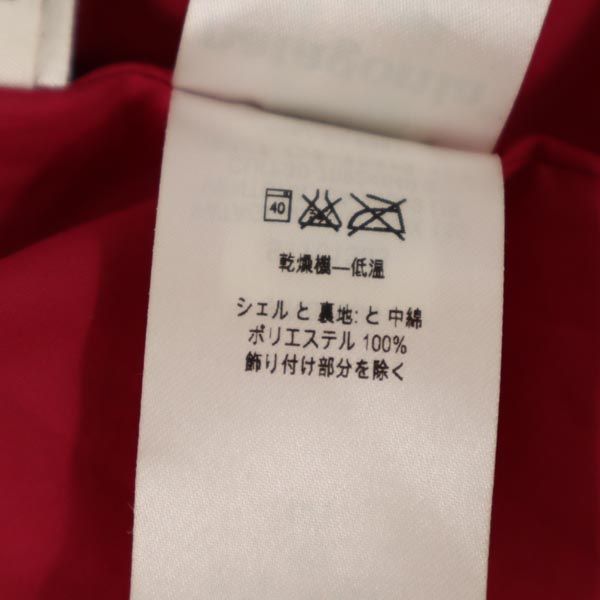 patagonia
40
乾燥機—低温
シェル と 裏地: と 中綿
ポリエステル 100%
飾り付け部分を除く